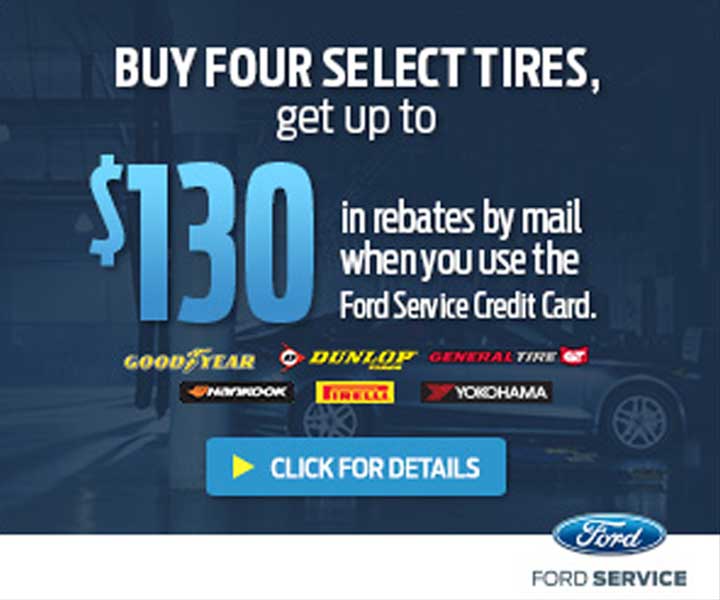 BUY FOUR SELECT TIRES,
get up to
$130
in rebates by mail
when you use the
Ford Service Credit Card.
GOODYEAR DUNLOP GENERAL TIRE
HANKOOK PIRELLI YOKOHAMA
CLICK FOR DETAILS
Ford
FORD SERVICE